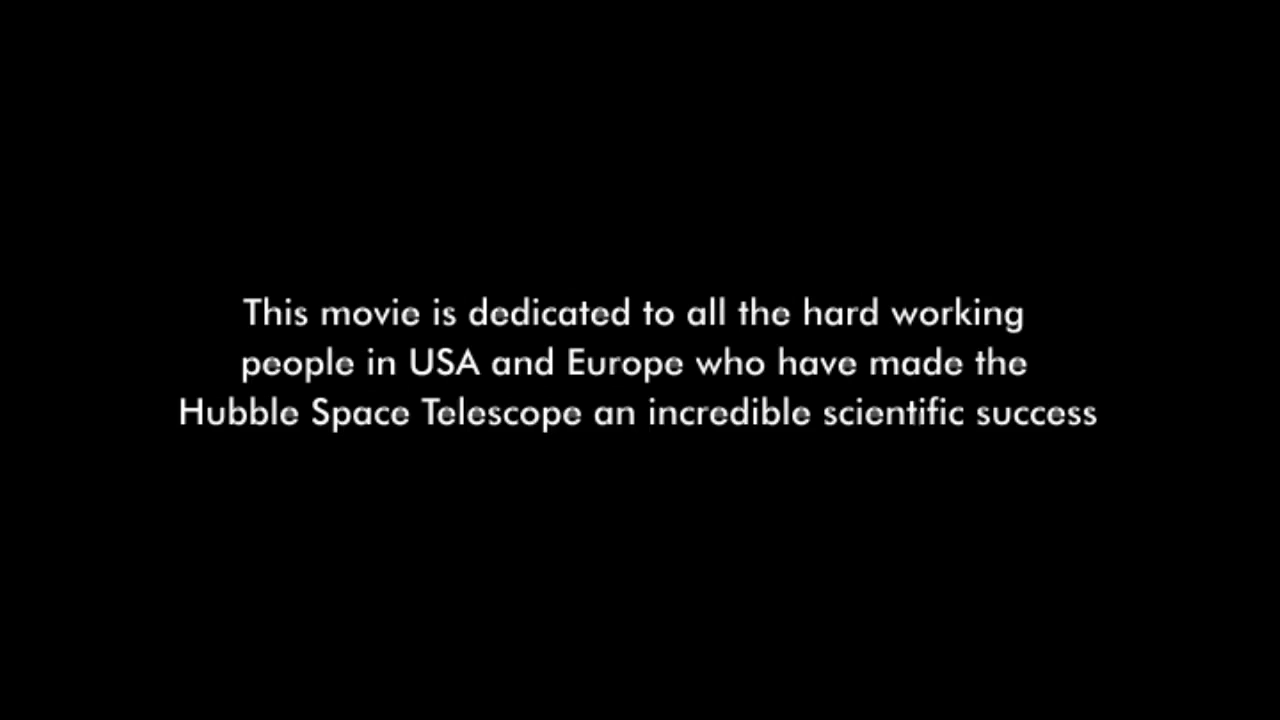 This movie is dedicated to all the hard working
people in USA and Europe who have made the
Hubble Space Telescope an incredible scientific success